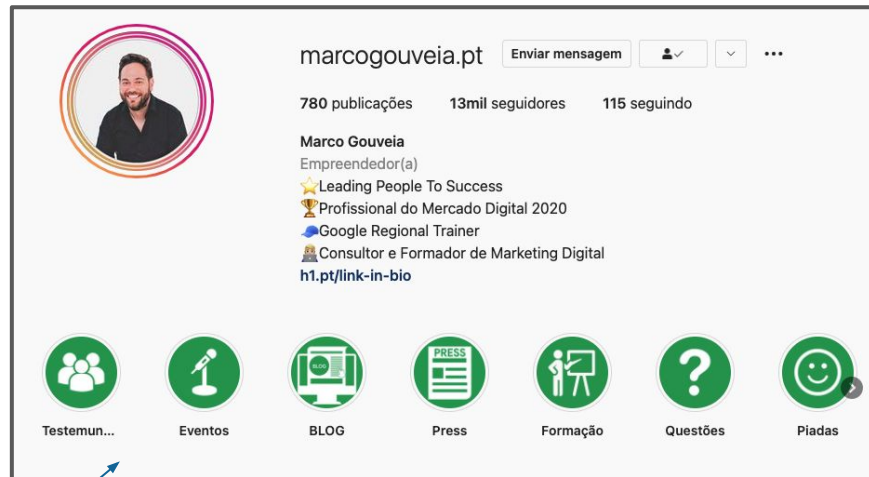 marcogouveia.pt Enviar mensagem
780 publicações 13mil seguidores 115 seguindo
Marco Gouveia
Empreendedor(a)
Leading People To Success
Profissional do Mercado Digital 2020
Google Regional Trainer
Consultor e Formador de Marketing Digital
h1.pt/link-in-bio
BLOG PRESS
Testemun... Eventos BLOG Press Formação Questões Piadas